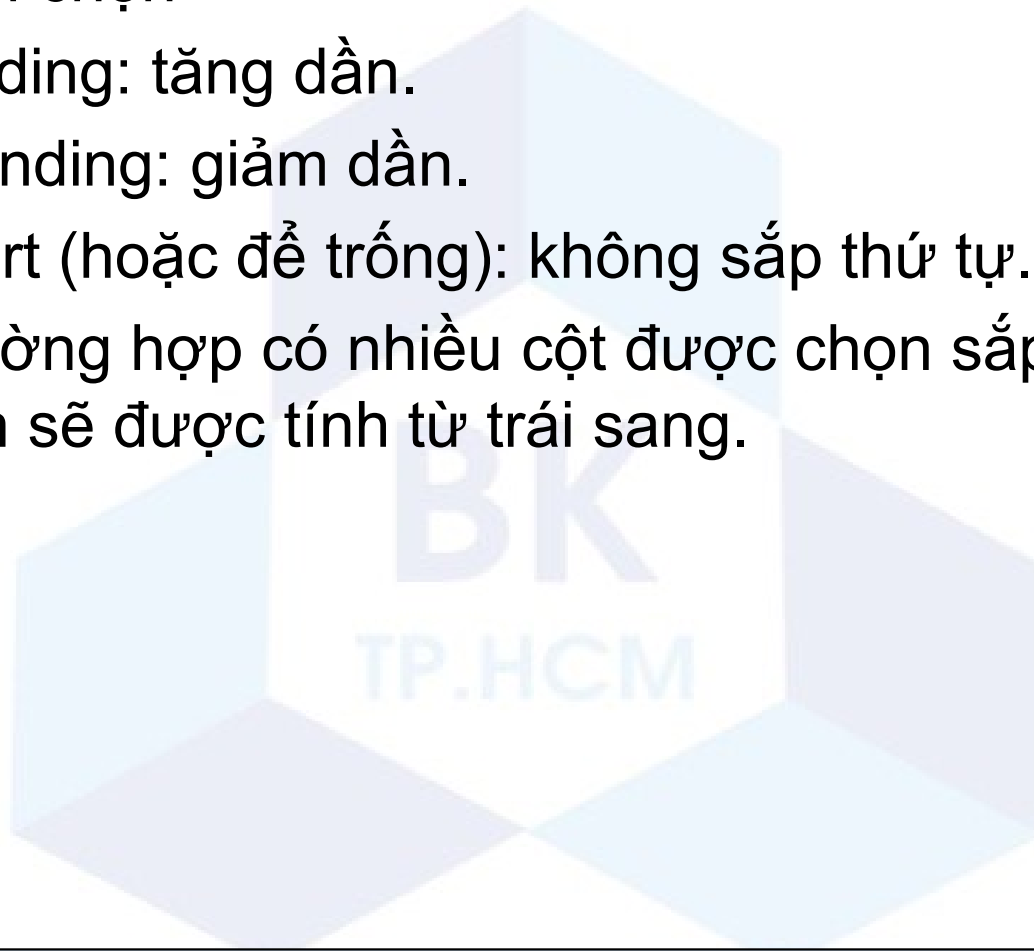 ding: tăng dần.
nding: giảm dần.
rt (hoặc để trống): không sắp thứ tự.
ờng hợp có nhiều cột được chọn sắp
sẽ được tính từ trái sang.
BK
TP.HCM